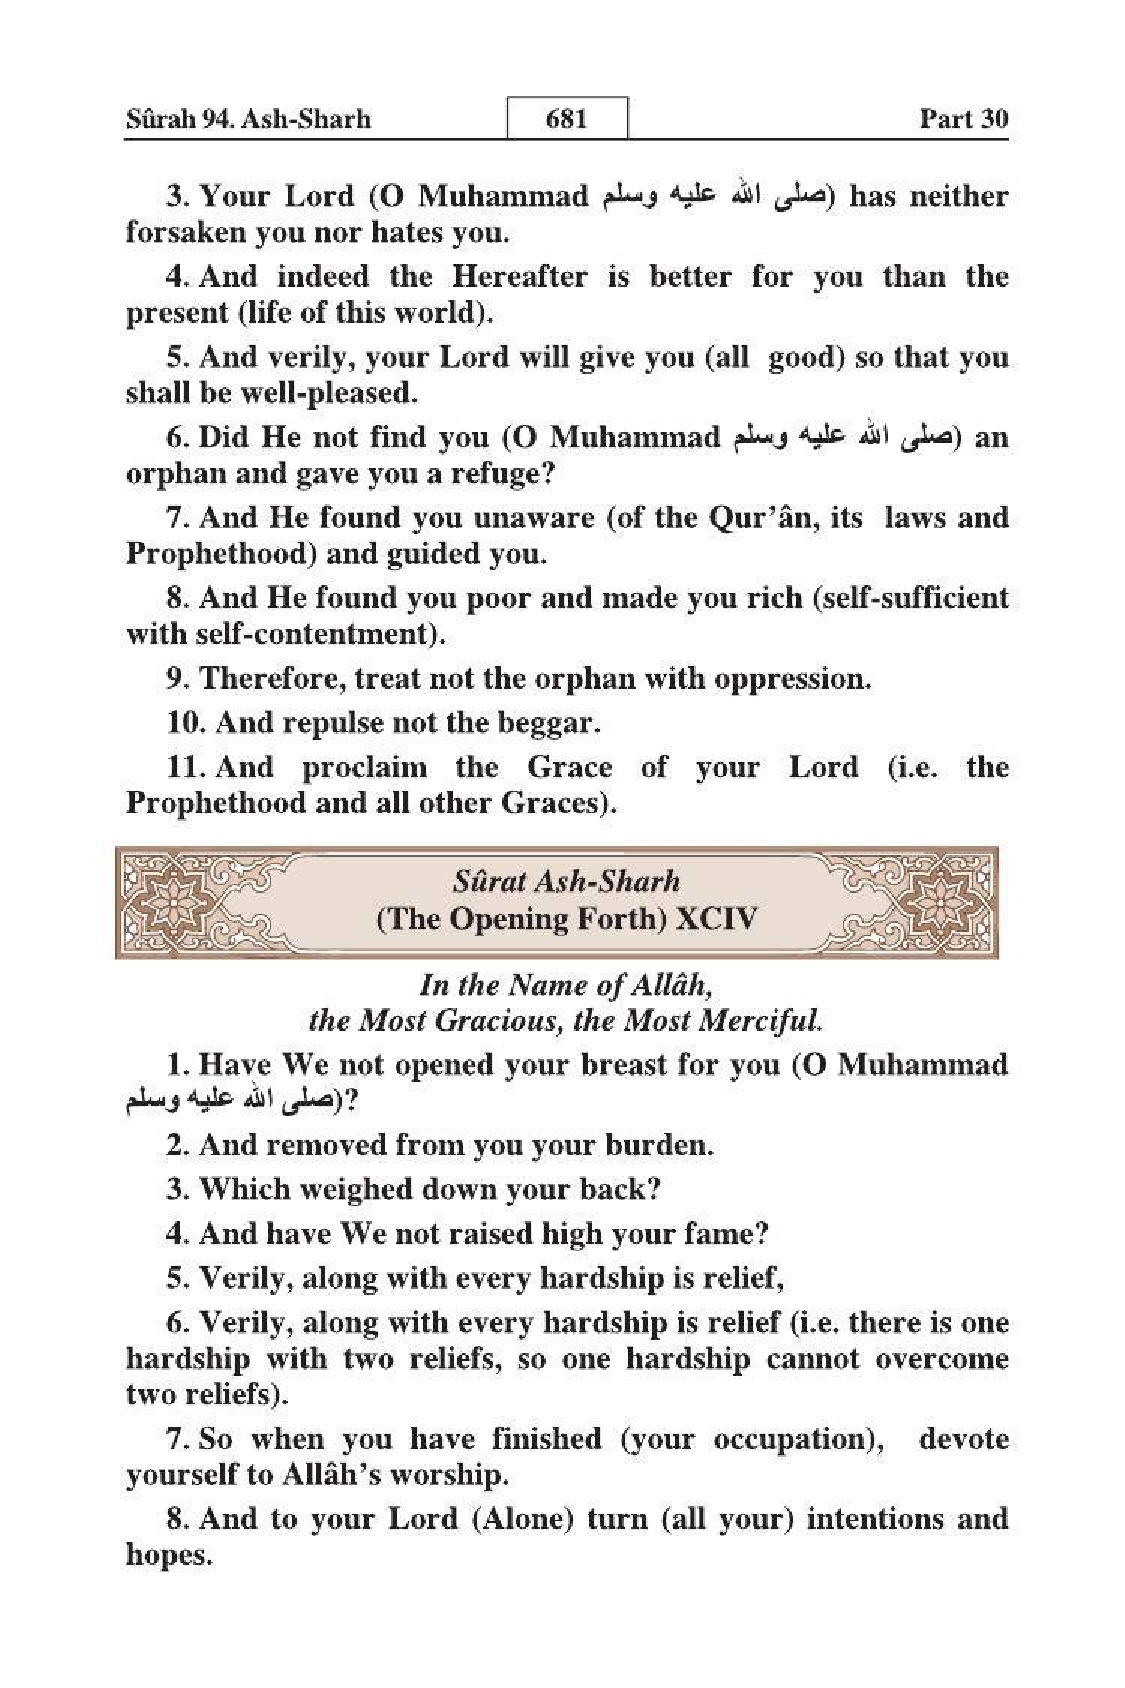 Sûrah 94. Ash-Sharh 681 Part 30
3. Your Lord (O Muhammad صلى الله عليه وسلم) has neither
forsaken you nor hates you.
4. And indeed the Hereafter is better for you than the
present (life of this world).
5. And verily, your Lord will give you (all good) so that you
shall be well-pleased.
6. Did He not find you (O Muhammad صلى الله عليه وسلم) an
orphan and gave you a refuge?
7. And He found you unaware (of the Qur’ân, its laws and
Prophethood) and guided you.
8. And He found you poor and made you rich (self-sufficient
with self-contentment).
9. Therefore, treat not the orphan with oppression.
10. And repulse not the beggar.
11. And proclaim the Grace of your Lord (i.e. the
Prophethood and all other Graces).
Sûrat Ash-Sharh
(The Opening Forth) XCIV
In the Name of Allâh,
the Most Gracious, the Most Merciful.
1. Have We not opened your breast for you (O Muhammad
صلى الله عليه وسلم)?
2. And removed from you your burden.
3. Which weighed down your back?
4. And have We not raised high your fame?
5. Verily, along with every hardship is relief,
6. Verily, along with every hardship is relief (i.e. there is one
hardship with two reliefs, so one hardship cannot overcome
two reliefs).
7. So when you have finished (your occupation), devote
yourself to Allâh’s worship.
8. And to your Lord (Alone) turn (all your) intentions and
hopes.